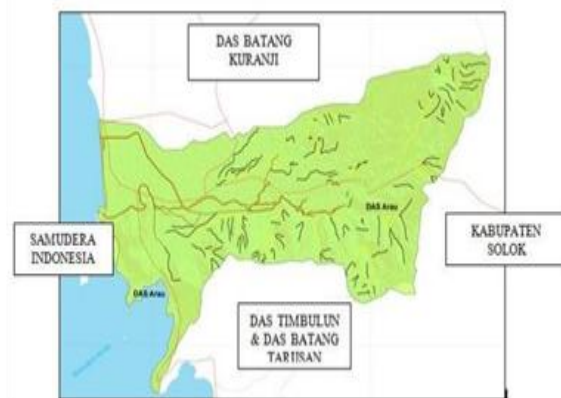 DAS BATANG
KURANJI
DAS Arau
SAMUDERA
INDONESIA
KABUPATEN
SOLOK
DAS Arau
DAS TIMBULUN
& DAS BATANG
TARUSAN